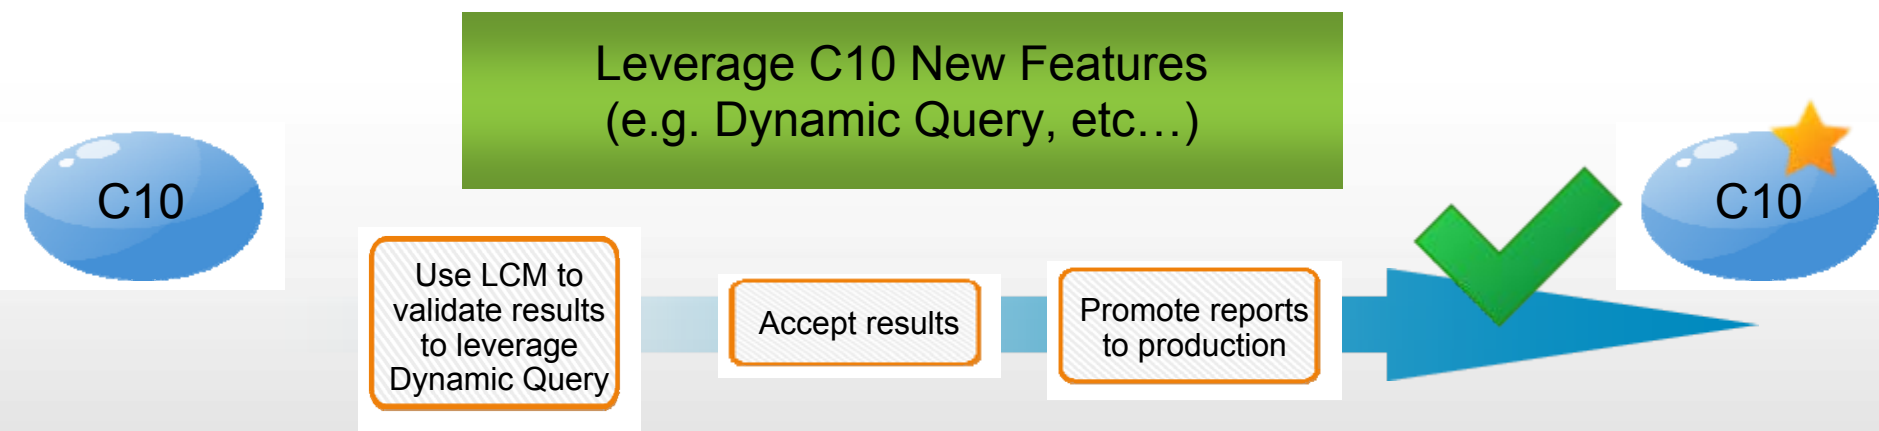 Leverage C10 New Features
(e.g. Dynamic Query, etc…)
C10
C10
Use LCM to
validate results
to leverage
Dynamic Query
Accept results
Promote reports
to production